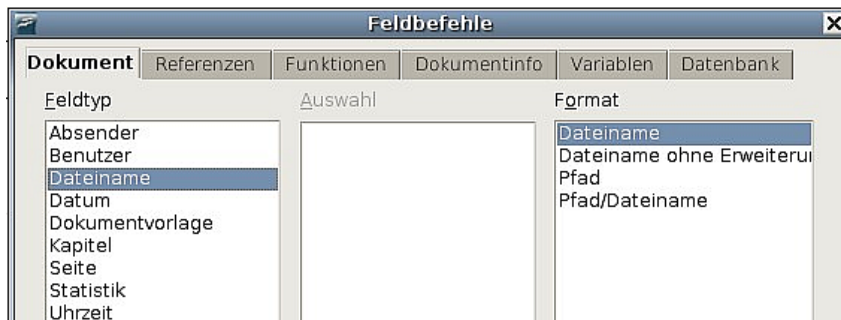 Feldbefehle
Dokument Referenzen Funktionen Dokumentinfo Variablen Datenbank
Feldtyp Auswahl Format
Absender
Benutzer
Dateiname
Datum
Dokumentvorlage
Kapitel
Seite
Statistik
Uhrzeit
Dateiname
Dateiname ohne
Pfad
Pfad/Dateiname